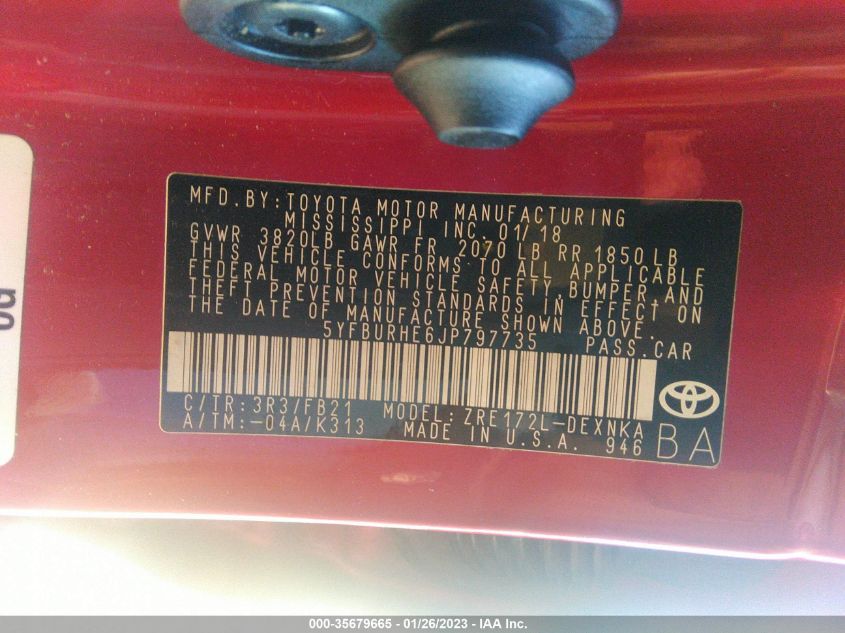 MFD. BY: TOYOTA MOTOR MANUFACTURING
MISSISSIPPI INC. 01/18
GVWR 3820LB GAWR FR 2070 LB RR 1850 LB
THIS VEHICLE CONFORMS TO ALL APPLICABLE
FEDERAL MOTOR VEHICLE SAFETY, BUMPER, AND
THEFT PREVENTION STANDARDS IN EFFECT ON
THE DATE OF MANUFACTURE SHOWN ABOVE.
5YFBURHE6JP797735 PASS. CAR
C/TR: 3R3/FB21 MODEL: ZRE172L-DEXNKA
A/TM: -04A/K313 MADE IN U.S.A. 946
BA
000-35679665 - 01/26/2023 - IAA Inc.